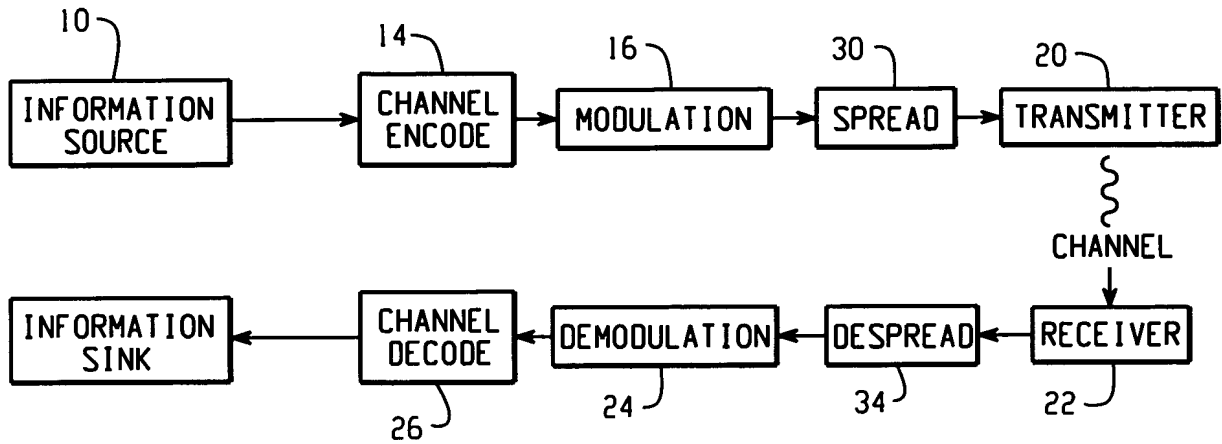 10
14
16
30
20
INFORMATION
SOURCE
CHANNEL
ENCODE
MODULATION
SPREAD
TRANSMITTER
CHANNEL
INFORMATION
SINK
CHANNEL
DECODE
DEMODULATION
DESPREAD
RECEIVER
26
24
34
22